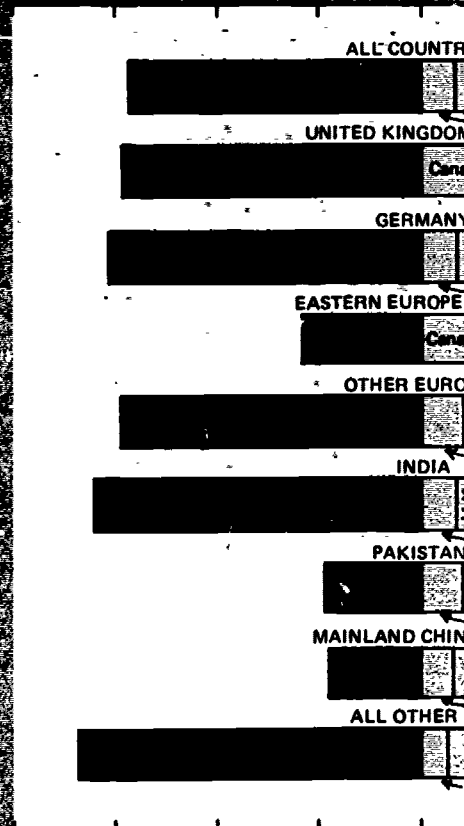 ALL COUNTR
UNITED KINGDOM
Cana
GERMANY
EASTERN EUROPE
Cana
OTHER EURO
INDIA
PAKISTAN
MAINLAND CHIN
ALL OTHER